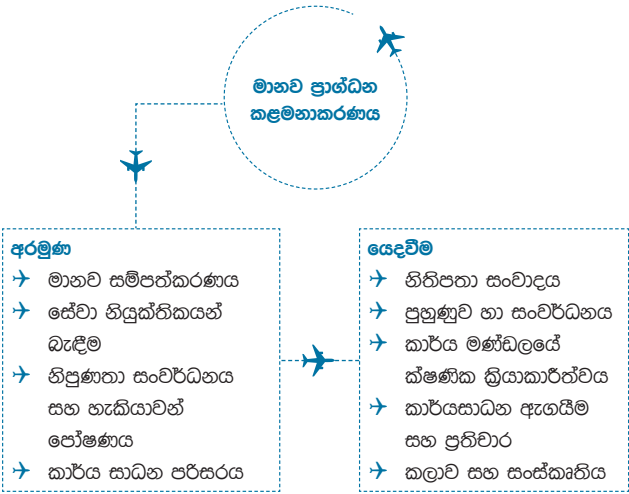 මානව ප්‍රාග්ධන
කළමනාකරණය
අරමුණ
මානව සම්පත්කරණය
සේවා නියුක්තිකයන්
බැඳීම
නිපුණතා සංවර්ධනය
සහ හැකියාවන්
පෝෂණය
කාර්ය සාධන පරිසරය
යෙදවීම
නිතිපතා සංවාදය
පුහුණුව හා සංවර්ධනය
කාර්ය මණ්ඩලයේ
ක්ෂණික ක්‍රියාකාරීත්වය
කාර්යසාධන ඇගයීම
සහ ප්‍රතිචාර
කලාව සහ සංස්කෘතිය